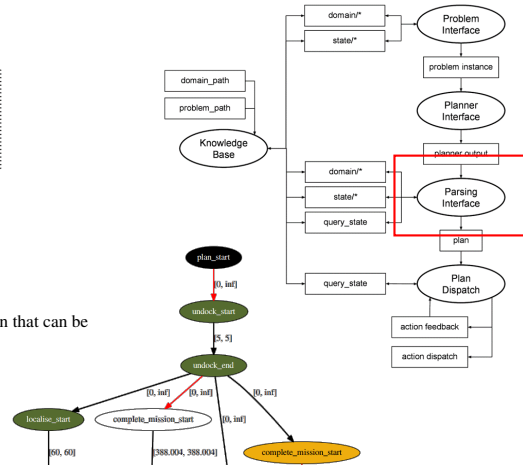 domain/*
Problem
Interface
state/*
problem instance
domain_path
problem_path
Planner
Interface
Knowledge
Base
planner output
domain/*
Parsing
Interface
state/*
query_state
plan
plan_start
[0, inf]
query_state
Plan
Dispatch
undock_start
n that can be
action feedback
[5, 5]
action dispatch
undock_end
[0, inf]
[0, inf]
[0, inf]
[0, inf]
localise_start
complete_mission_start
[60, 60]
[388.004, 388.004]
complete_mission_start